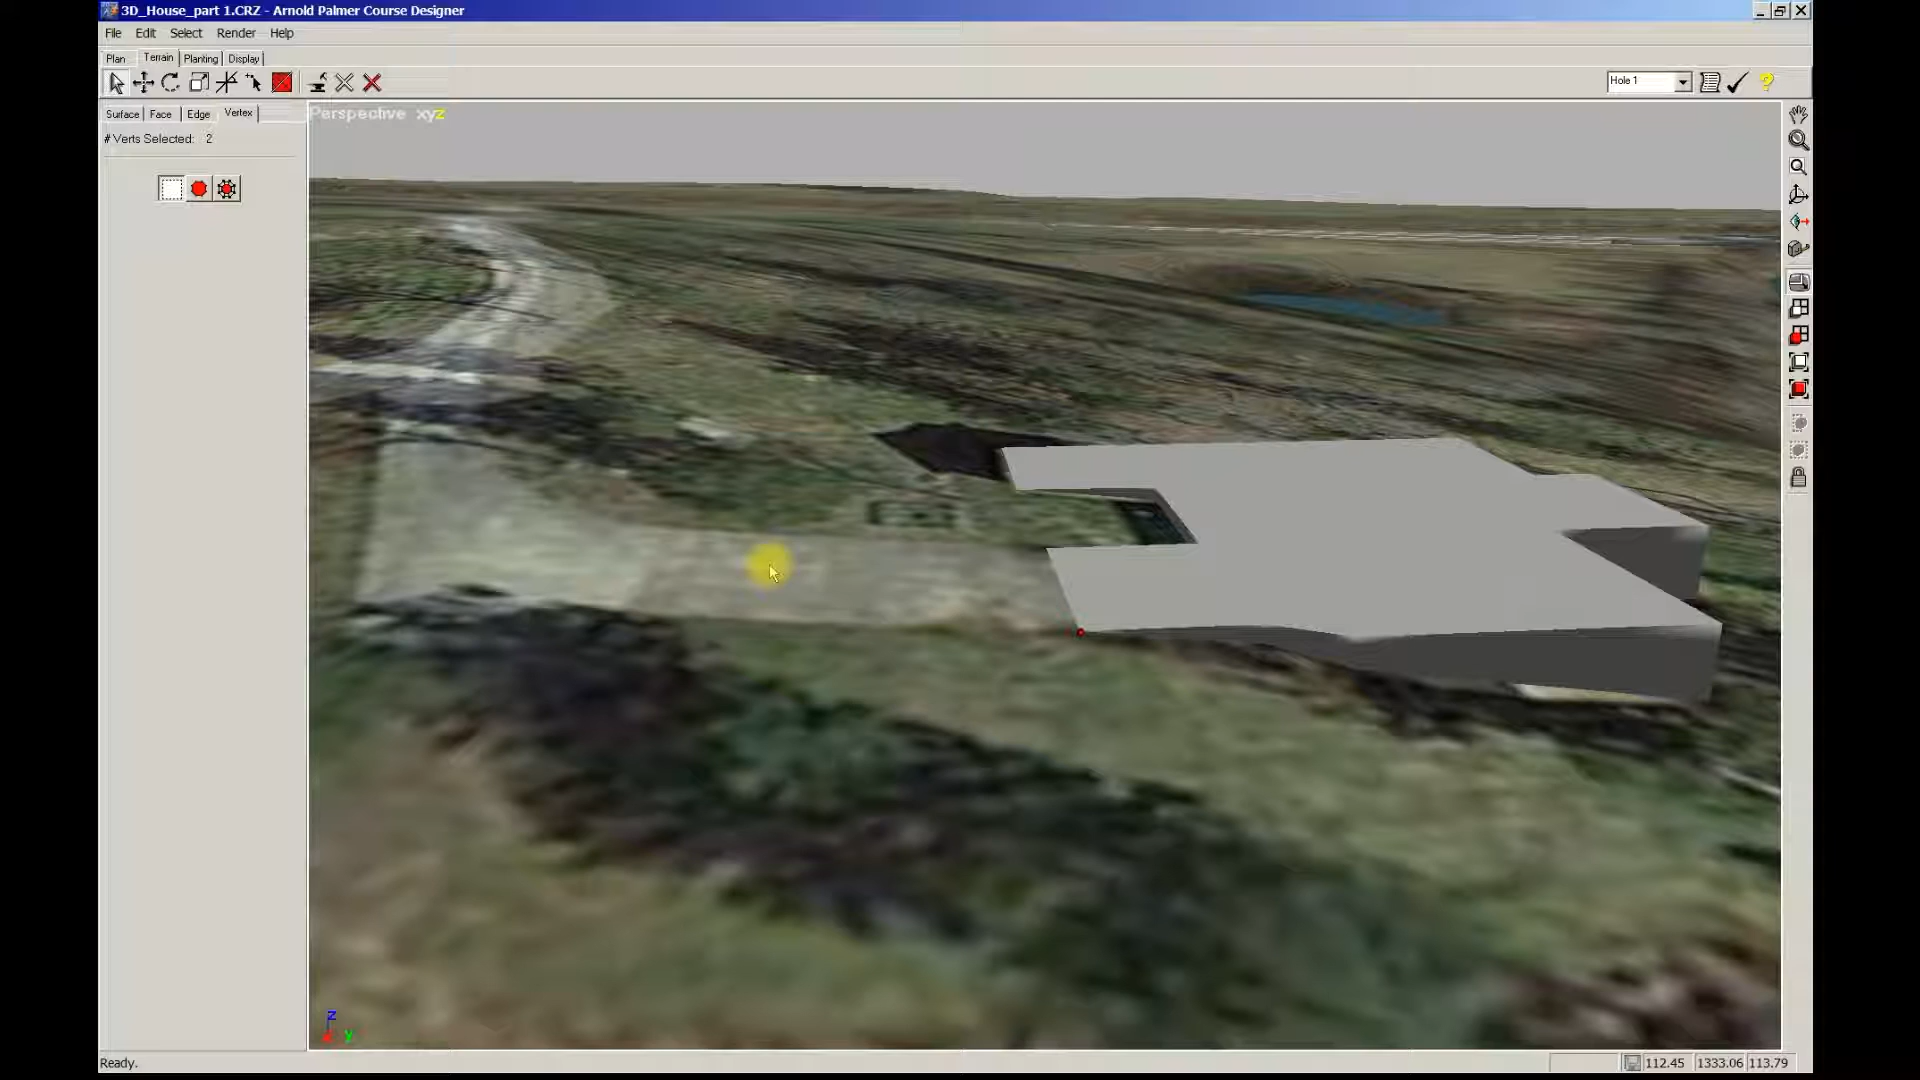 3D_House_part 1.CRZ - Arnold Palmer Course Designer
File Edit Select Render Help
Plan Terrain Planting Display
Hole 1
Surface Face Edge Vertex
# Verts Selected: 2
Perspective xyz
z
y
Ready.
112.45 1333.06 113.79